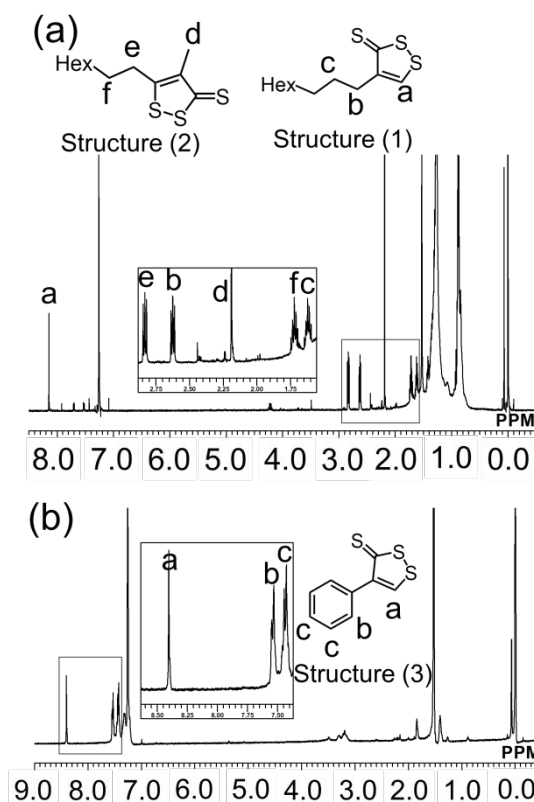 (a)
d
e
c
Hex
Hex
f
b
a
S
S
S
S
S
S
Structure (2)
Structure (1)
a
e
b
d
f
c
2.75
2.50
2.25
2.00
1.75
PPM
8.0 7.0 6.0 5.0 4.0 3.0 2.0 1.0 0.0
(b)
a
b
c
S
S
S
a
b
c
c
Structure (3)
8.50
8.25
8.00
7.75
7.50
PPM
9.0 8.0 7.0 6.0 5.0 4.0 3.0 2.0 1.0 0.0